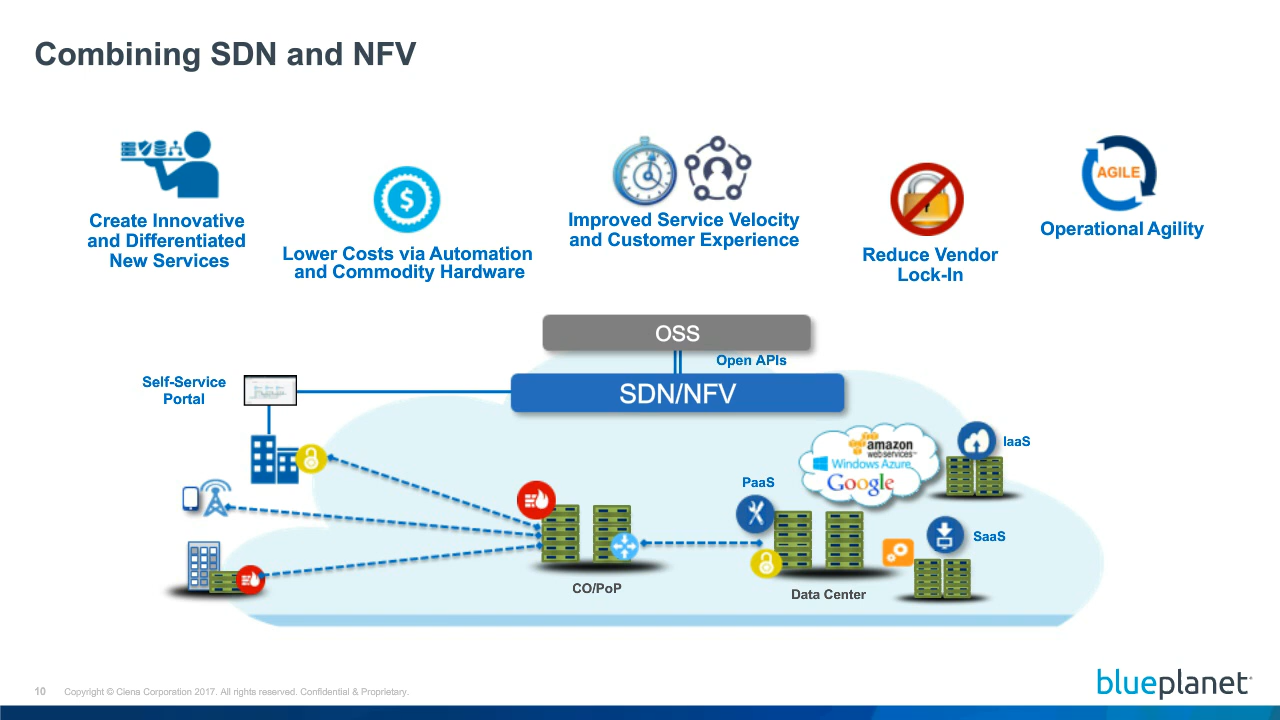 Combining SDN and NFV
Create Innovative
and Differentiated
New Services
Lower Costs via Automation
and Commodity Hardware
$
Improved Service Velocity
and Customer Experience
Reduce Vendor
Lock-In
AGILE
Operational Agility
OSS
Open APIs
SDN/NFV
Self-Service
Portal
amazon
webservices™
Windows Azure
Google
IaaS
PaaS
SaaS
CO/PoP
Data Center
10 Copyright © Ciena Corporation 2017. All rights reserved. Confidential & Proprietary.
blueplanet